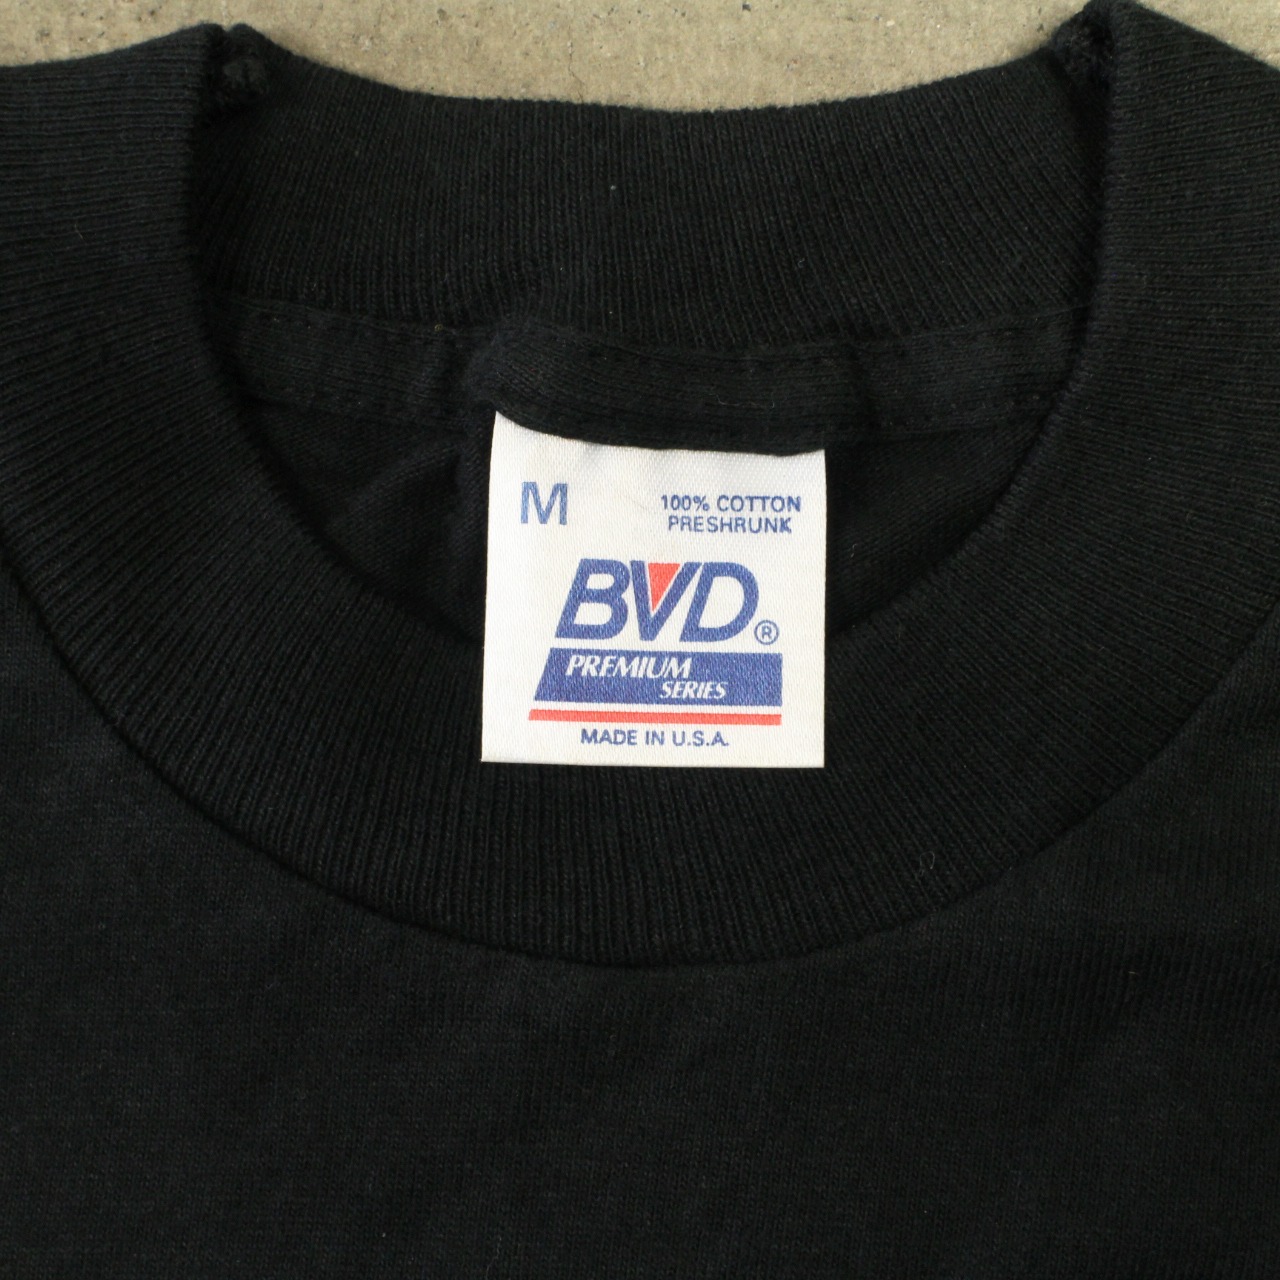 M
100% COTTON
PRESHRUNK
BVD®
PREMIUM
SERIES
MADE IN U.S.A.